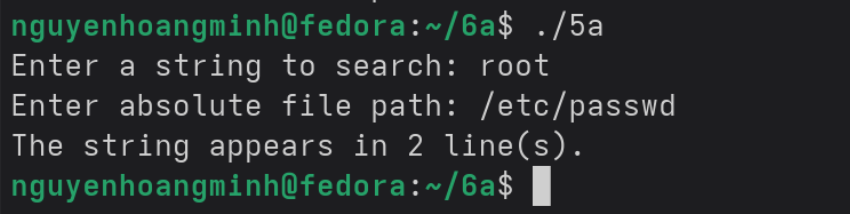 nguyenhoangminh@fedora:~/6a$ ./5a
Enter a string to search: root
Enter absolute file path: /etc/passwd
The string appears in 2 line(s).
nguyenhoangminh@fedora:~/6a$